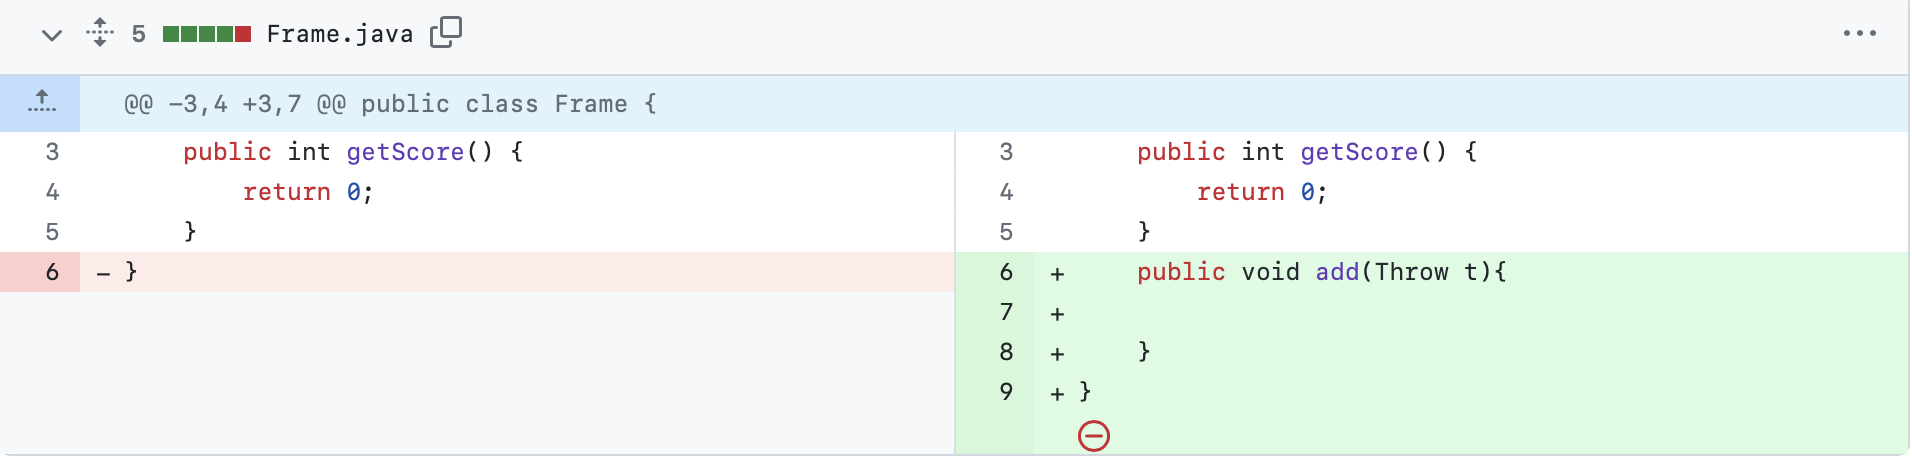 5 Frame.java
@@ -3,4 +3,7 @@ public class Frame {
3 public int getScore() {
4 return 0;
5 }
6 - }
3 public int getScore() {
4 return 0;
5 }
6 + public void add(Throw t){
7 +
8 + }
9 + }